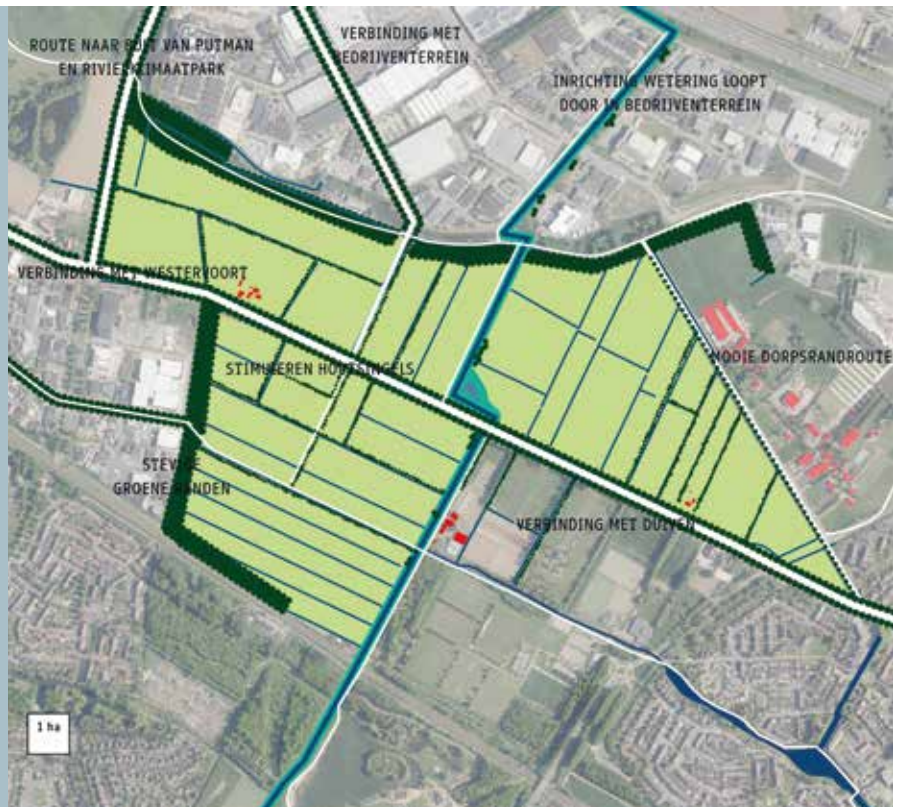 ROUTE NAAR BUIT VAN PUTMAN
EN RIVIERKLIMAATPARK
VERBINDING MET
BEDRIJVENTERREIN
INRICHTING WETERING LOOPT
DOOR IN BEDRIJVENTERREIN
VERBINDING MET WESTERVOORT
STIMULEREN HOUTSINGELS
MOOIE DORPSRANDROUTE
STEVIGE
GROENE RANDEN
VERBINDING MET DUIVEN
1 ha